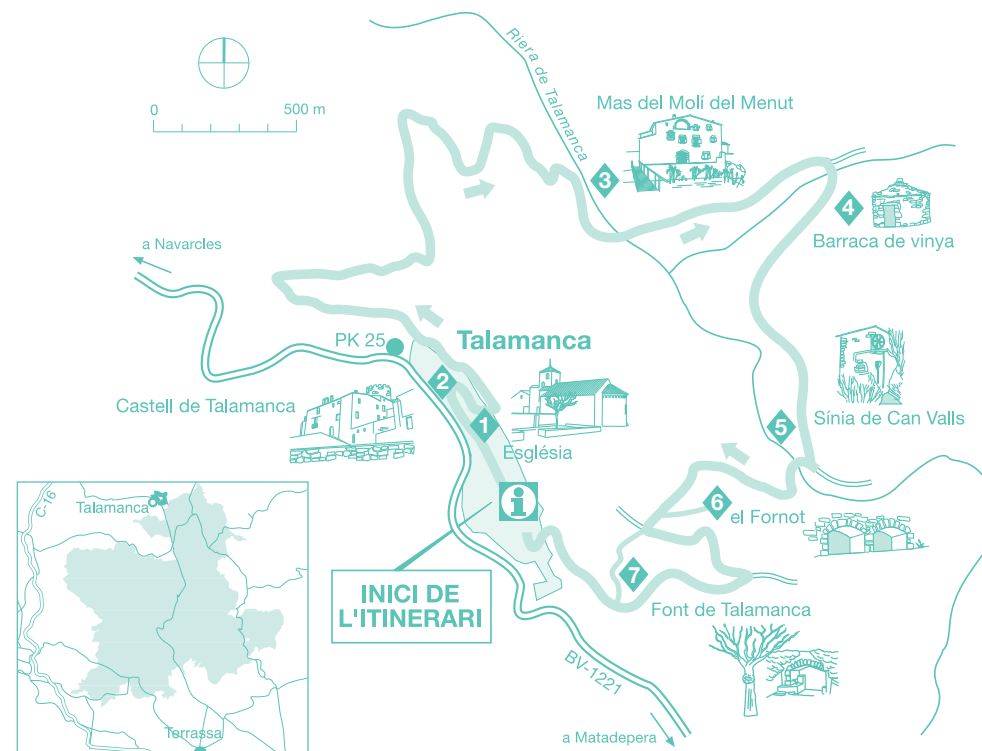 Riera de Talamanca
0
500 m
Mas del Molí del Menut
3
4
Barraca de vinya
a Navarcles
PK 25
Talamanca
2
Castell de Talamanca
1
Església
Sínia de Can Valls
5
6
el Fornot
i
C-16
Talamanca
INICI DE
L'ITINERARI
7
Font de Talamanca
BV-1221
Terrassa
a Matadepera